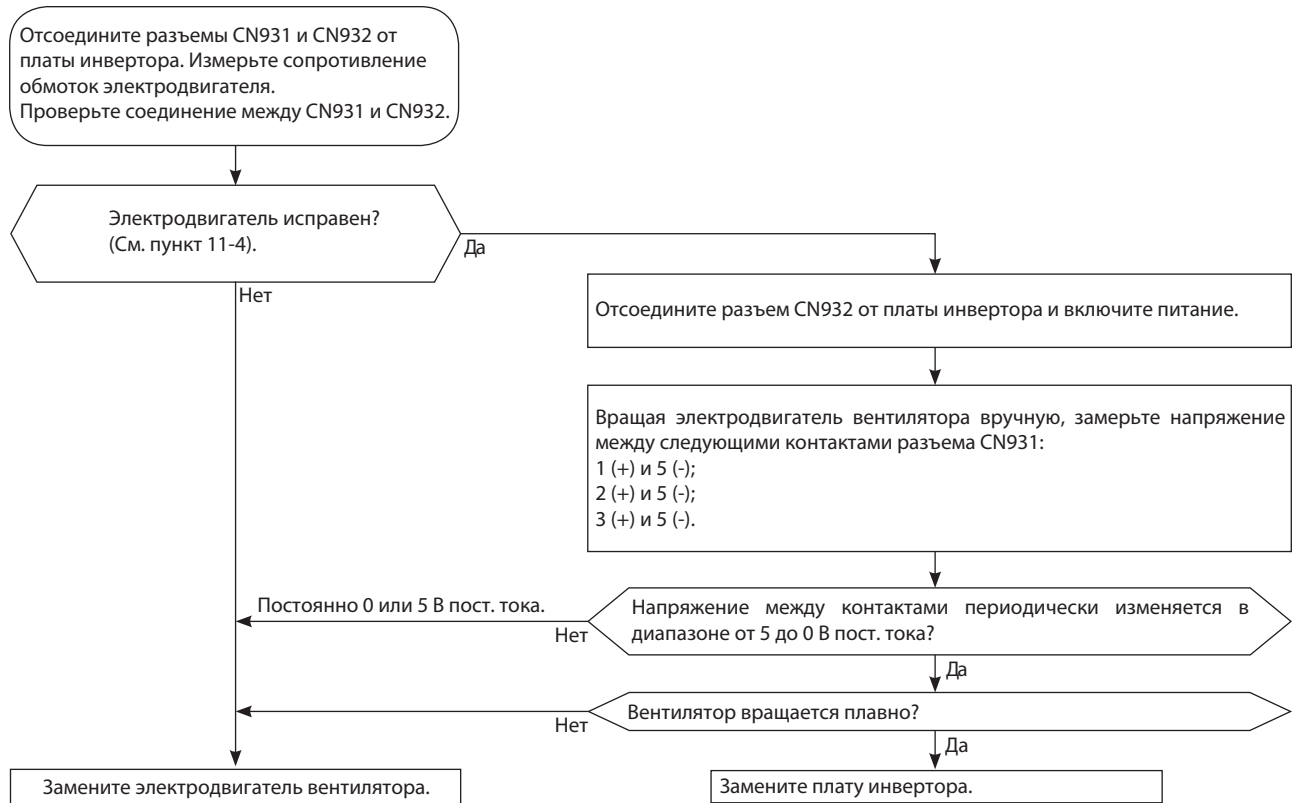 Отсоедините разъемы CN931 и CN932 от
платы инвертора. Измерьте сопротивление
обмоток электродвигателя.
Проверьте соединение между CN931 и CN932.
Электродвигатель исправен?
(См. пункт 11-4).
Да
Нет
Отсоедините разъем CN932 от платы инвертора и включите питание.
Вращая электродвигатель вентилятора вручную, замерьте напряжение
между следующими контактами разъема CN931:
1 (+) и 5 (-);
2 (+) и 5 (-);
3 (+) и 5 (-).
Постоянно 0 или 5 В пост. тока.
Нет
Напряжение между контактами периодически изменяется в
диапазоне от 5 до 0 В пост. тока?
Да
Вентилятор вращается плавно?
Нет
Да
Замените электродвигатель вентилятора.
Замените плату инвертора.